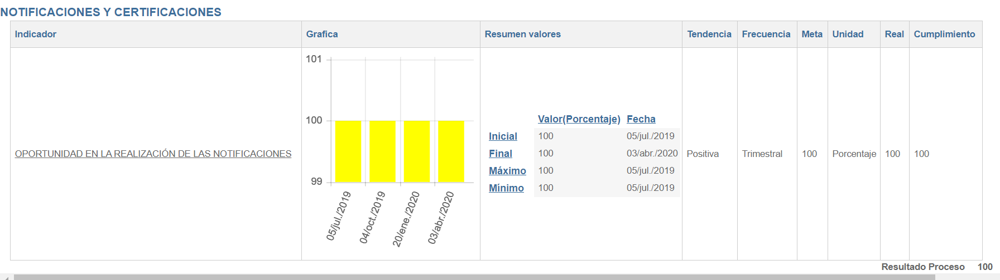 NOTIFICACIONES Y CERTIFICACIONES
Indicador Grafica Resumen valores Tendencia Frecuencia Meta Unidad Real Cumplimiento
OPORTUNIDAD EN LA REALIZACIÓN DE LAS NOTIFICACIONES
101
100
99
05/jul./2019 04/oct./2019 20/ene./2020 03/abr./2020
Valor(Porcentaje) Fecha
Inicial 100 05/jul./2019
Final 100 03/abr./2020
Máximo 100 05/jul./2019
Mínimo 100 05/jul./2019
Positiva Trimestral 100 Porcentaje 100 100
Resultado Proceso 100